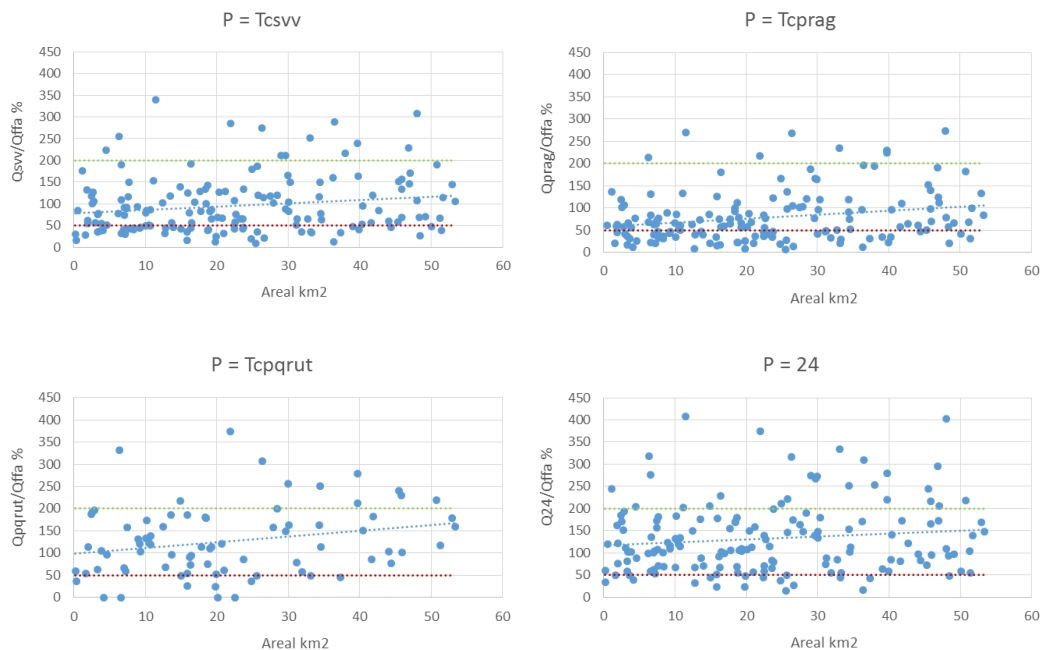 P = Tcsvv
Qsvv/Qffa %
450
400
350
300
250
200
150
100
50
0
0 10 20 30 40 50 60
Areal km2
P = Tcprag
Qprag/Qffa %
450
400
350
300
250
200
150
100
50
0
0 10 20 30 40 50 60
Areal km2
P = Tcpqrut
Qpqrut/Qffa %
450
400
350
300
250
200
150
100
50
0
0 10 20 30 40 50 60
Areal km2
P = 24
Q24/Qffa %
450
400
350
300
250
200
150
100
50
0
0 10 20 30 40 50 60
Areal km2